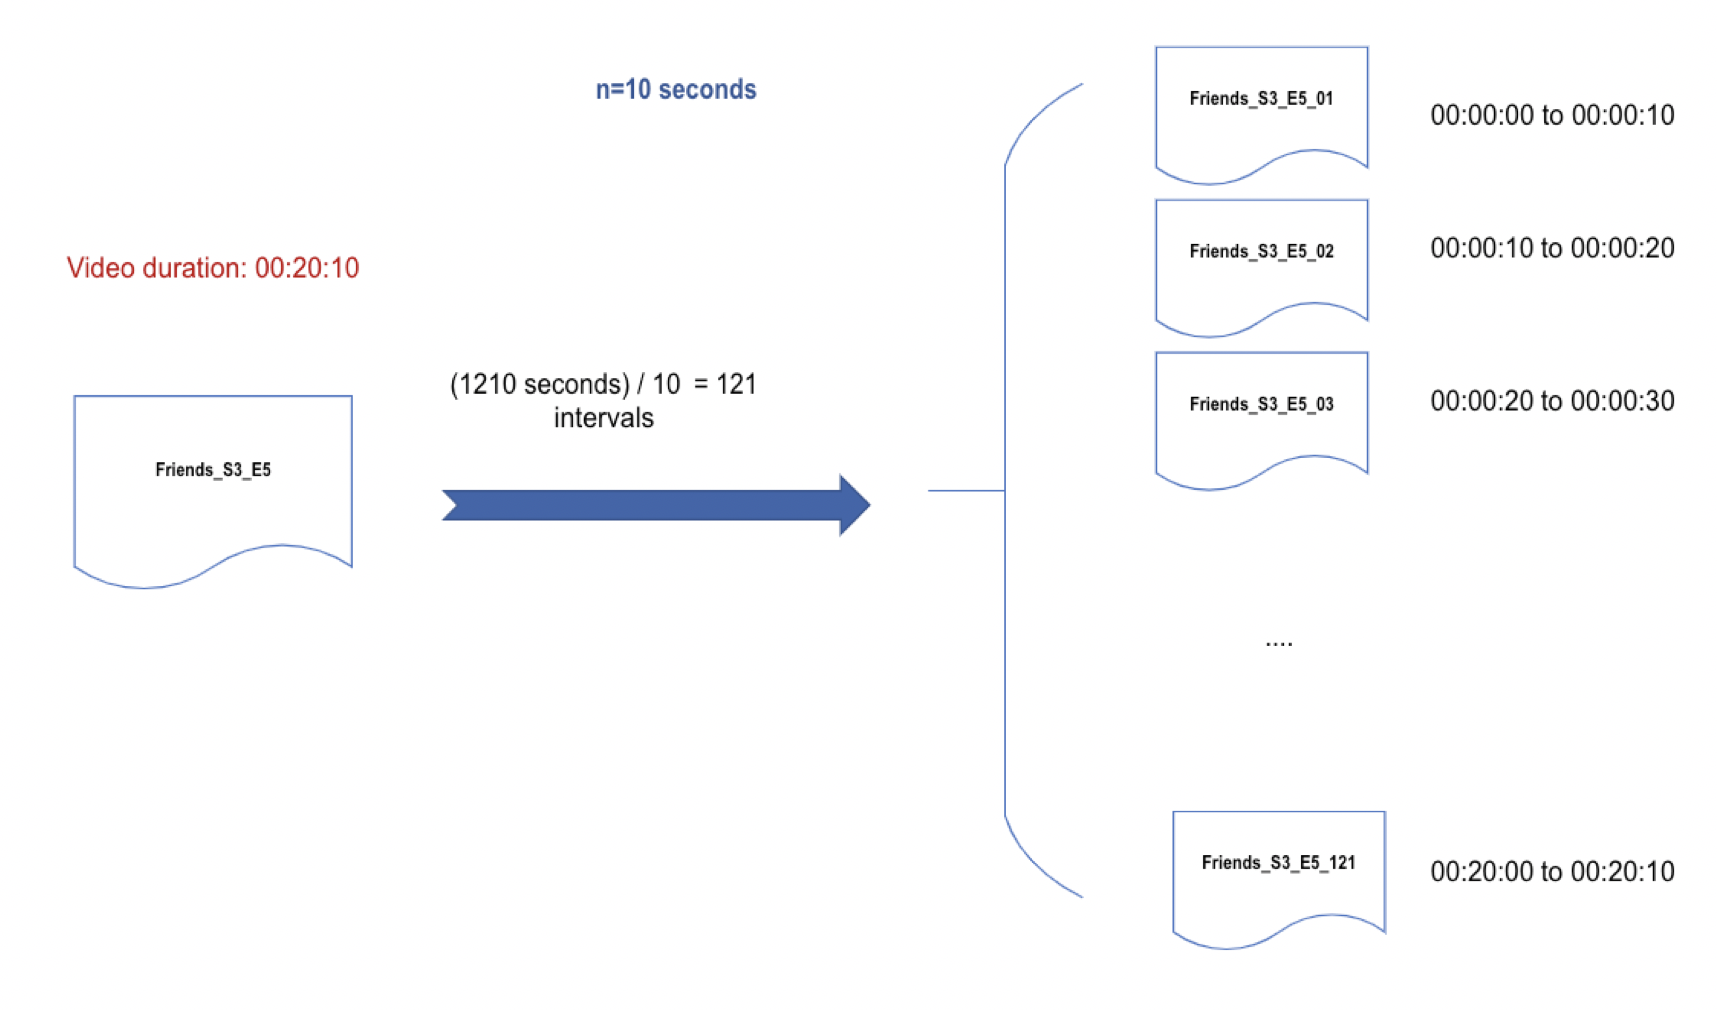 n=10 seconds
Video duration: 00:20:10
Friends_S3_E5
(1210 seconds) / 10 = 121
intervals
Friends_S3_E5_01
00:00:00 to 00:00:10
Friends_S3_E5_02
00:00:10 to 00:00:20
Friends_S3_E5_03
00:00:20 to 00:00:30
....
Friends_S3_E5_121
00:20:00 to 00:20:10